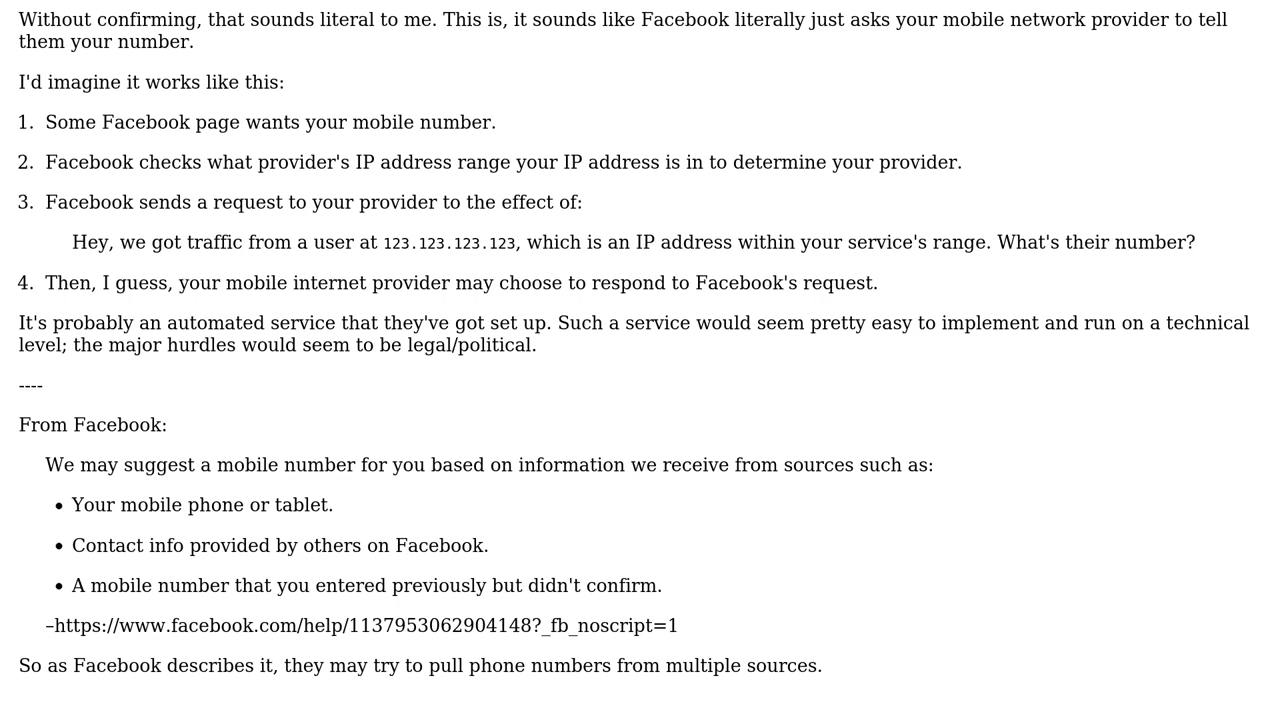 Without confirming, that sounds literal to me. This is, it sounds like Facebook literally just asks your mobile network provider to tell
them your number.
I'd imagine it works like this:
1. Some Facebook page wants your mobile number.
2. Facebook checks what provider's IP address range your IP address is in to determine your provider.
3. Facebook sends a request to your provider to the effect of:
Hey, we got traffic from a user at 123.123.123.123, which is an IP address within your service's range. What's their number?
4. Then, I guess, your mobile internet provider may choose to respond to Facebook's request.
It's probably an automated service that they've got set up. Such a service would seem pretty easy to implement and run on a technical
level; the major hurdles would seem to be legal/political.
----
From Facebook:
We may suggest a mobile number for you based on information we receive from sources such as:
• Your mobile phone or tablet.
• Contact info provided by others on Facebook.
• A mobile number that you entered previously but didn't confirm.
–https://www.facebook.com/help/1137953062904148?_fb_noscript=1
So as Facebook describes it, they may try to pull phone numbers from multiple sources.